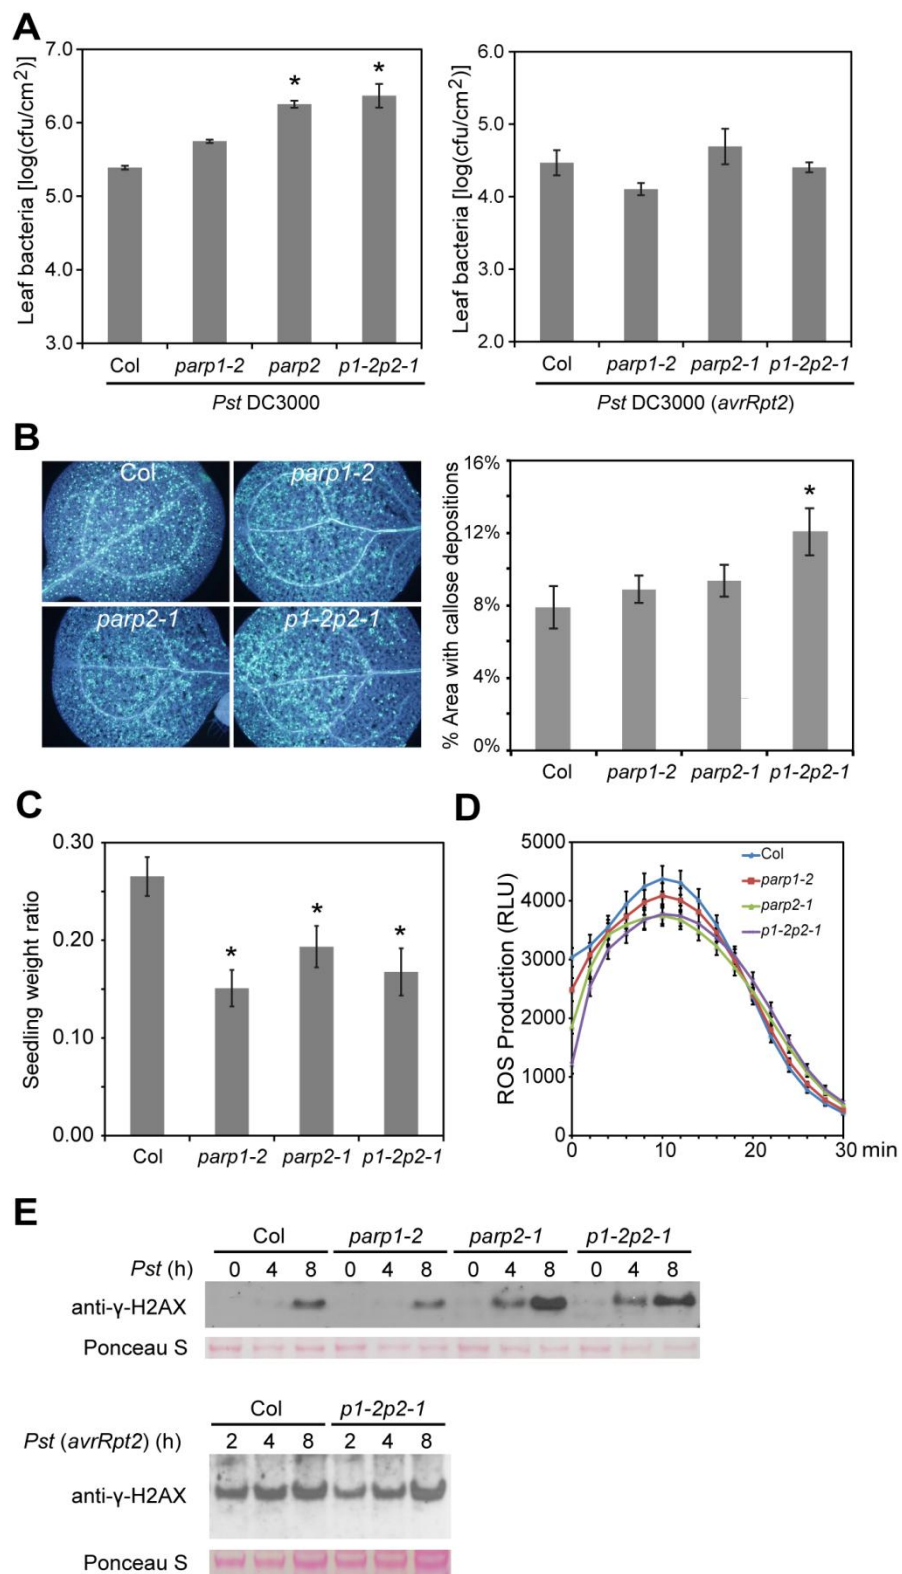 A
Leaf bacteria [log(cfu/cm2)]
7.0
6.0
5.0
4.0
3.0
Col parp1-2 parp2 p1-2p2-1
Pst DC3000
* *
Leaf bacteria [log(cfu/cm2)]
6.0
5.0
4.0
3.0
2.0
Col parp1-2 parp2-1 p1-2p2-1
Pst DC3000 (avrRpt2)
B
Col parp1-2
parp2-1 p1-2p2-1
% Area with callose depositions
16%
12%
8%
4%
0%
*
Col parp1-2 parp2-1 p1-2p2-1
C
Seedling weight ratio
0.30
0.20
0.10
0.00
* * *
Col parp1-2 parp2-1 p1-2p2-1
D
ROS Production (RLU)
5000
4000
3000
2000
1000
0
Col
parp1-2
parp2-1
p1-2p2-1
0 10 20 30 min
E
Col parp1-2 parp2-1 p1-2p2-1
Pst (h) 0 4 8 0 4 8 0 4 8 0 4 8
anti-γ-H2AX
Ponceau S
Col p1-2p2-1
Pst (avrRpt2) (h) 2 4 8 2 4 8
anti-γ-H2AX
Ponceau S